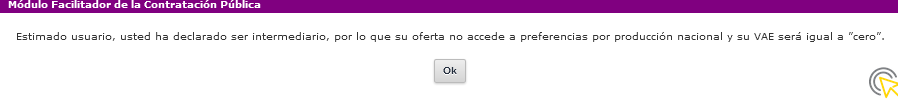 Módulo Facilitador de la Contratación Pública
Estimado usuario, usted ha declarado ser intermediario, por lo que su oferta no accede a preferencias por producción nacional y su VAE será igual a "cero".
Ok